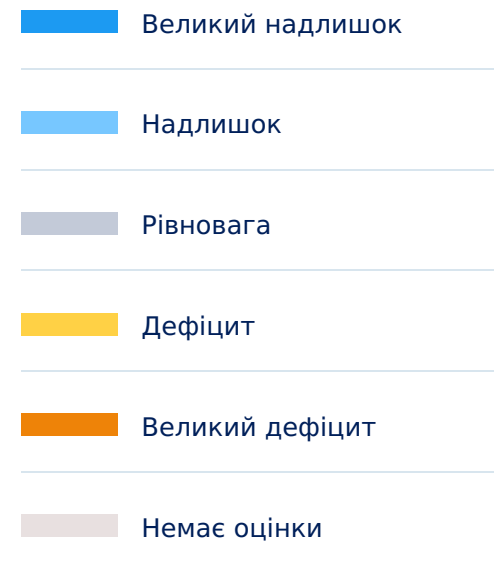 Великий надлишок
Надлишок
Рівновага
Дефіцит
Великий дефіцит
Немає оцінки